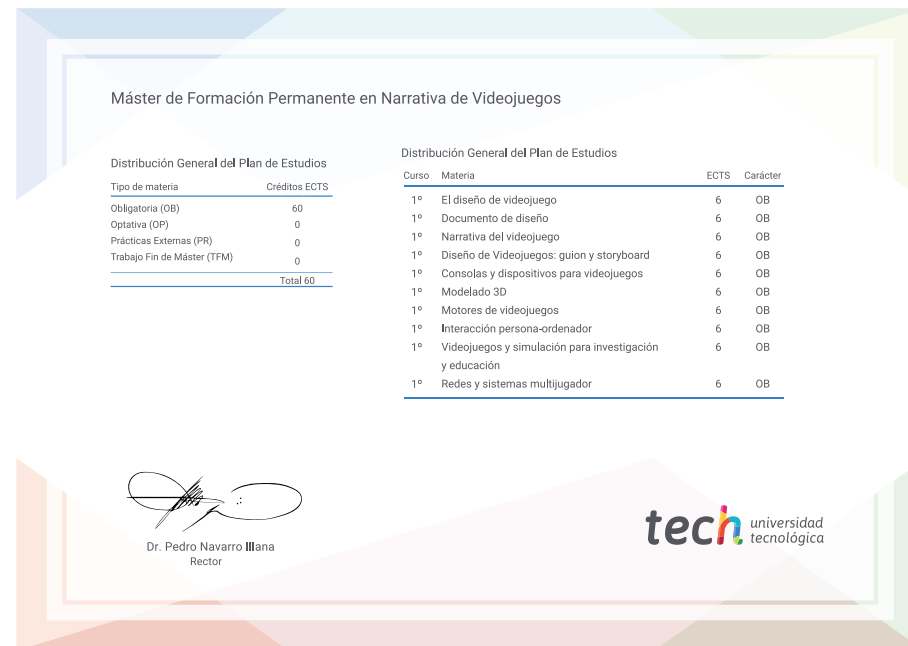 Máster de Formación Permanente en Narrativa de Videojuegos
Distribución General del Plan de Estudios
Tipo de materia Créditos ECTS
Obligatoria (OB) 60
Optativa (OP) 0
Prácticas Externas (PR) 0
Trabajo Fin de Máster (TFM) 0
Total 60
Distribución General del Plan de Estudios
Curso Materia ECTS Carácter
1º El diseño de videojuego 6 OB
1º Documento de diseño 6 OB
1º Narrativa del videojuego 6 OB
1º Diseño de Videojuegos: guion y storyboard 6 OB
1º Consolas y dispositivos para videojuegos 6 OB
1º Modelado 3D 6 OB
1º Motores de videojuegos 6 OB
1º Interacción persona-ordenador 6 OB
1º Videojuegos y simulación para investigación 6 OB
y educación
1º Redes y sistemas multijugador 6 OB
Dr. Pedro Navarro Illana
Rector
tech universidad
tecnológica